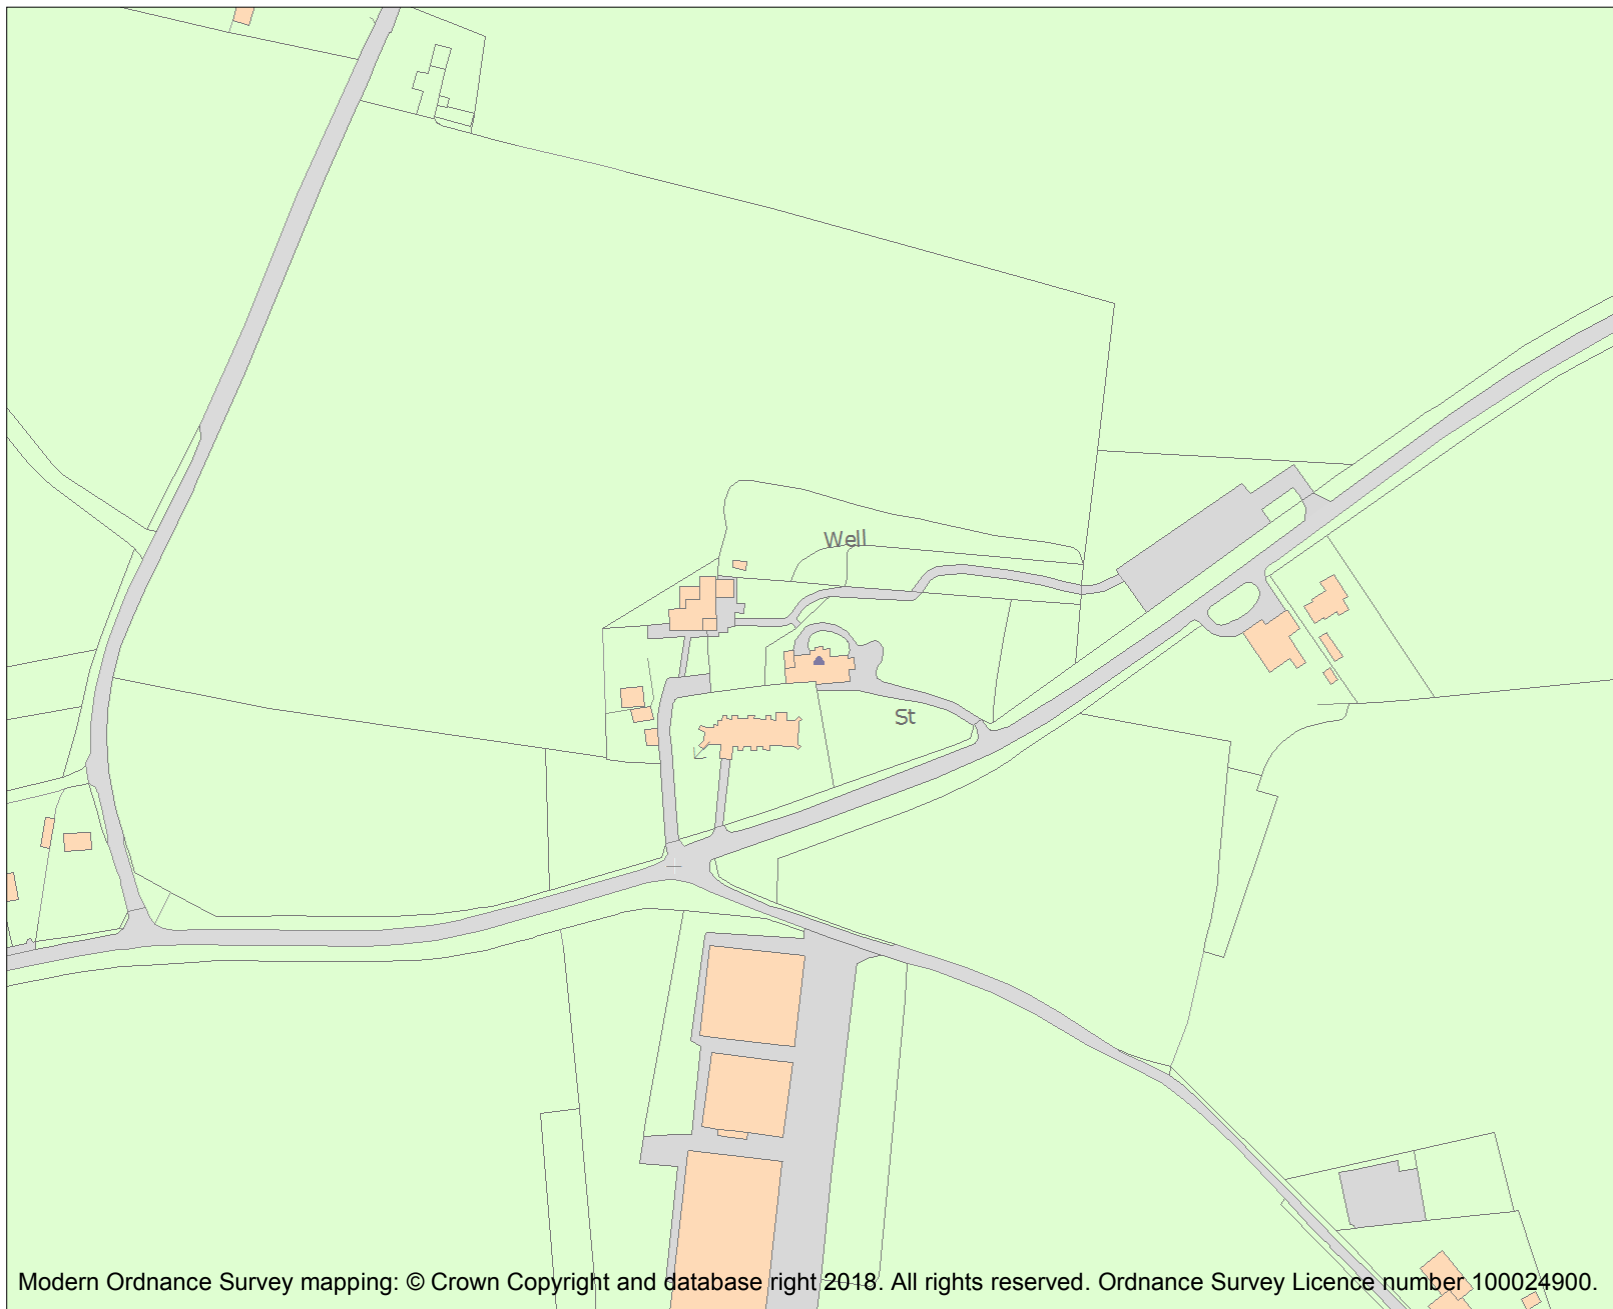 Well
St
Modern Ordnance Survey mapping: © Crown Copyright and database right 2018. All rights reserved. Ordnance Survey Licence number 100024900.